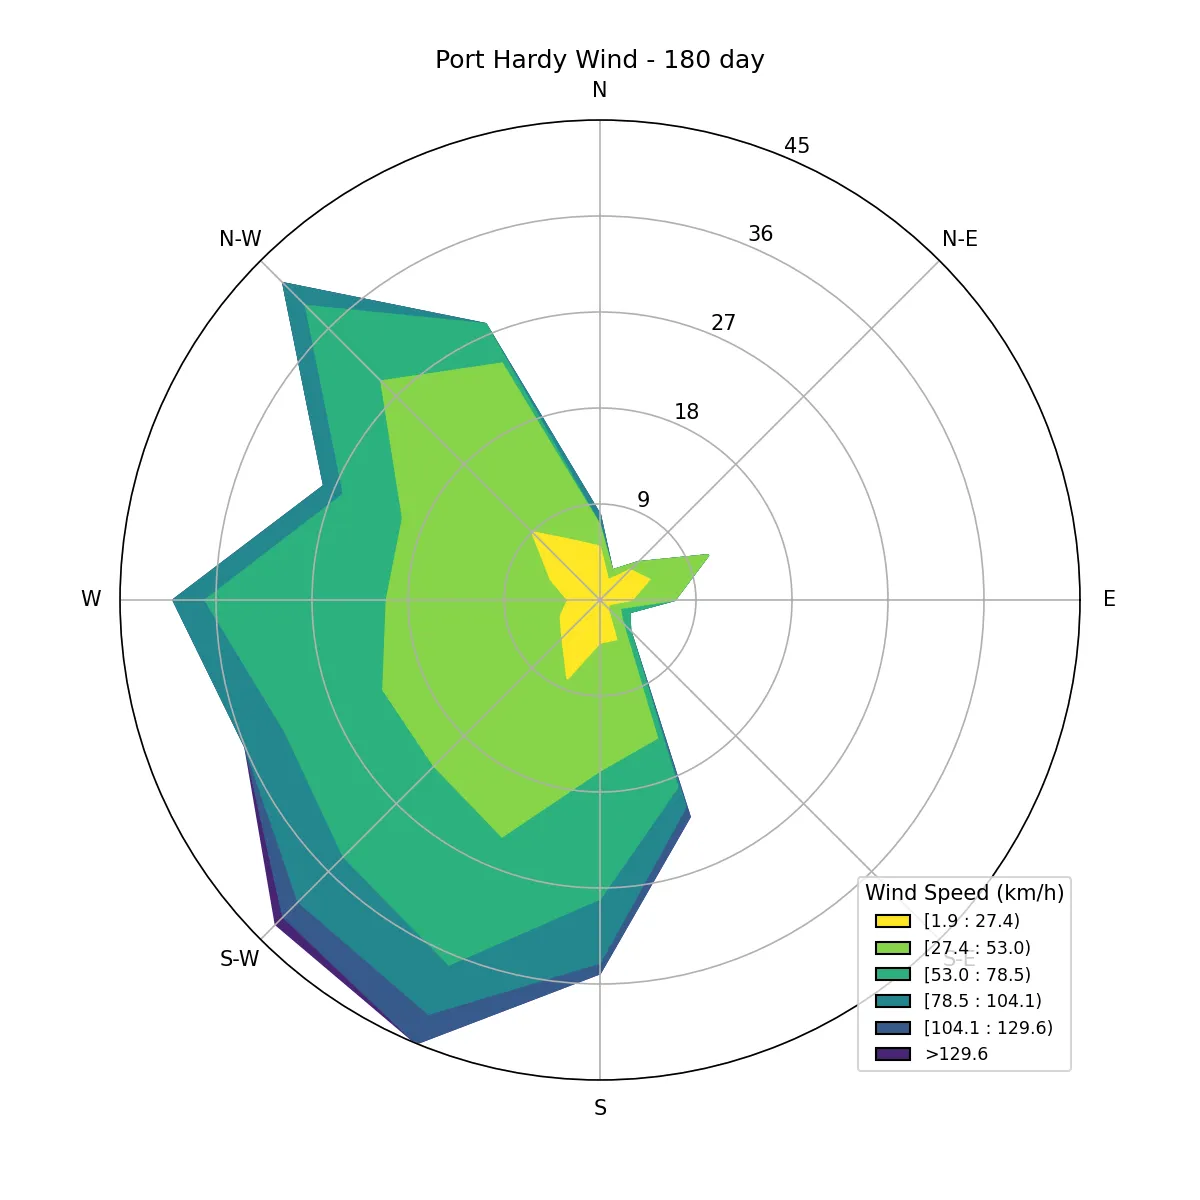 Port Hardy Wind - 180 day
N
45
N-W
36
N-E
27
18
9
W
E
S-W
S-E
S
Wind Speed (km/h)
[1.9 : 27.4)
[27.4 : 53.0)
[53.0 : 78.5)
[78.5 : 104.1)
[104.1 : 129.6)
>129.6